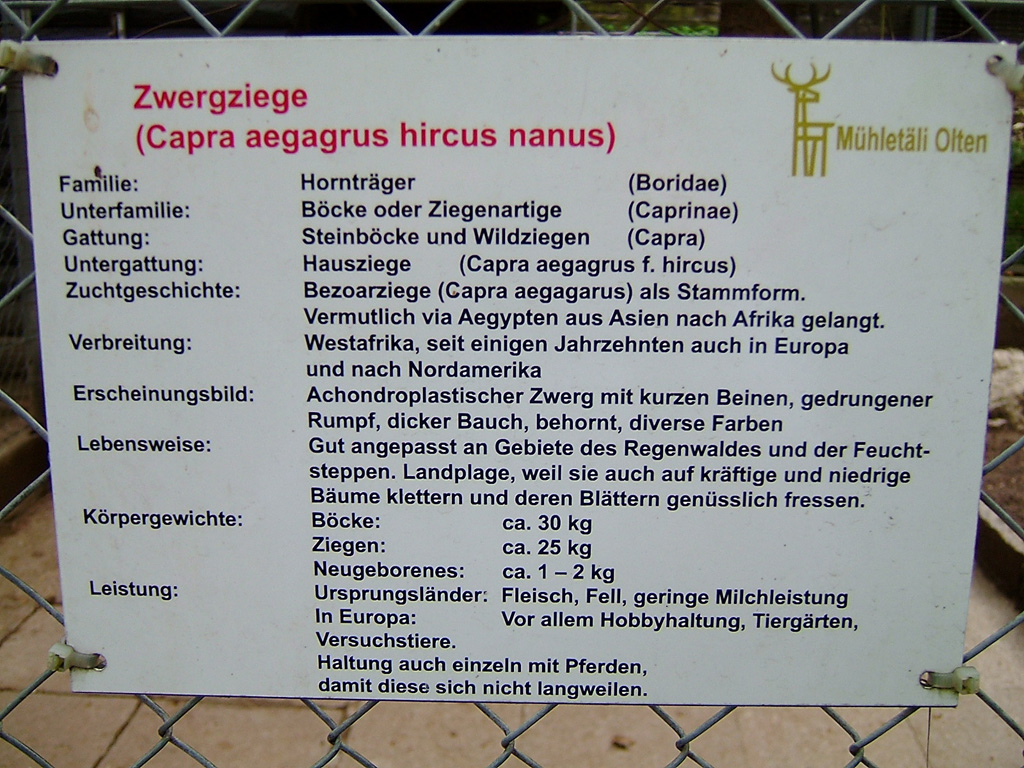 Zwergziege
(Capra aegagrus hircus nanus)
Mühletäli Olten
Familie: Hornträger (Boridae)
Unterfamilie: Böcke oder Ziegenartige (Caprinae)
Gattung: Steinböcke und Wildziegen (Capra)
Untergattung: Hausziege (Capra aegagrus f. hircus)
Zuchtgeschichte: Bezoarziege (Capra aegagarus) als Stammform.
Vermutlich via Aegypten aus Asien nach Afrika gelangt.
Verbreitung: Westafrika, seit einigen Jahrzehnten auch in Europa
und nach Nordamerika
Erscheinungsbild: Achondroplastischer Zwerg mit kurzen Beinen, gedrungener
Rumpf, dicker Bauch, behornt, diverse Farben
Lebensweise: Gut angepasst an Gebiete des Regenwaldes und der Feucht-
steppen. Landplage, weil sie auch auf kräftige und niedrige
Bäume klettern und deren Blättern genüsslich fressen.
Körpergewichte: Böcke: ca. 30 kg
Ziegen: ca. 25 kg
Neugeborenes: ca. 1 – 2 kg
Leistung: Ursprungsländer: Fleisch, Fell, geringe Milchleistung
In Europa: Vor allem Hobbyhaltung, Tiergärten,
Versuchstiere.
Haltung auch einzeln mit Pferden,
damit diese sich nicht langweilen.